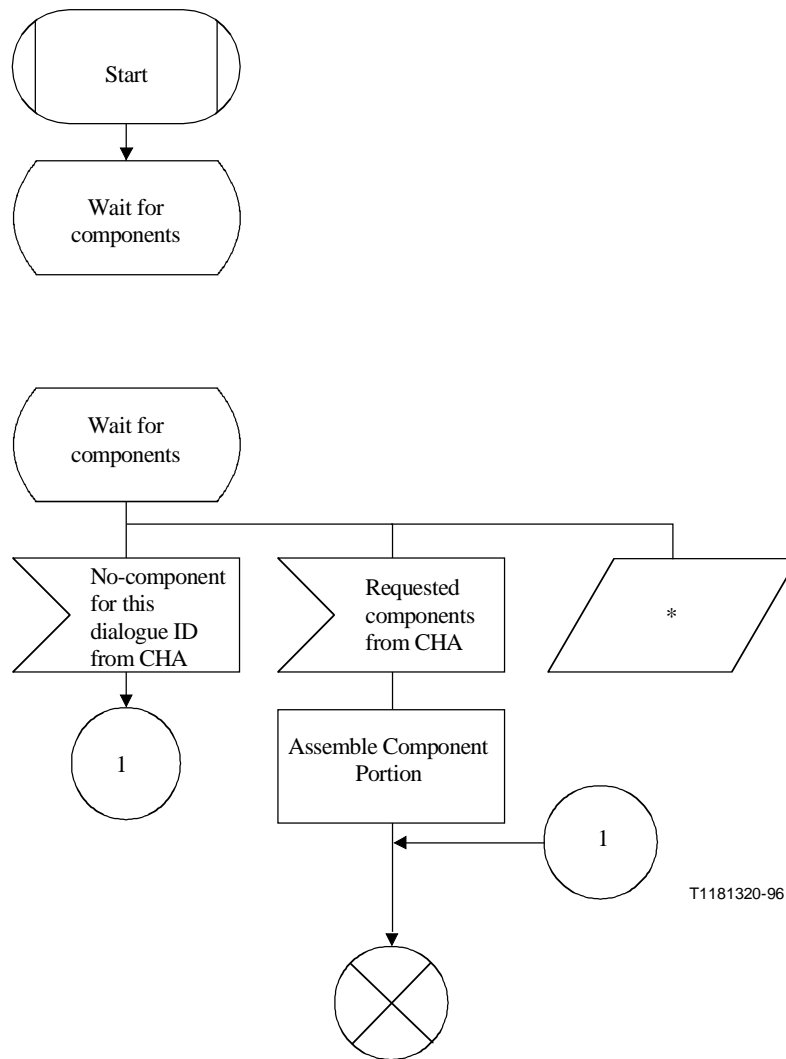 Start
Wait for
components
Wait for
components
No-component
for this
dialogue ID
from CHA
Requested
components
from CHA
*
1
Assemble Component
Portion
1
T1181320-96